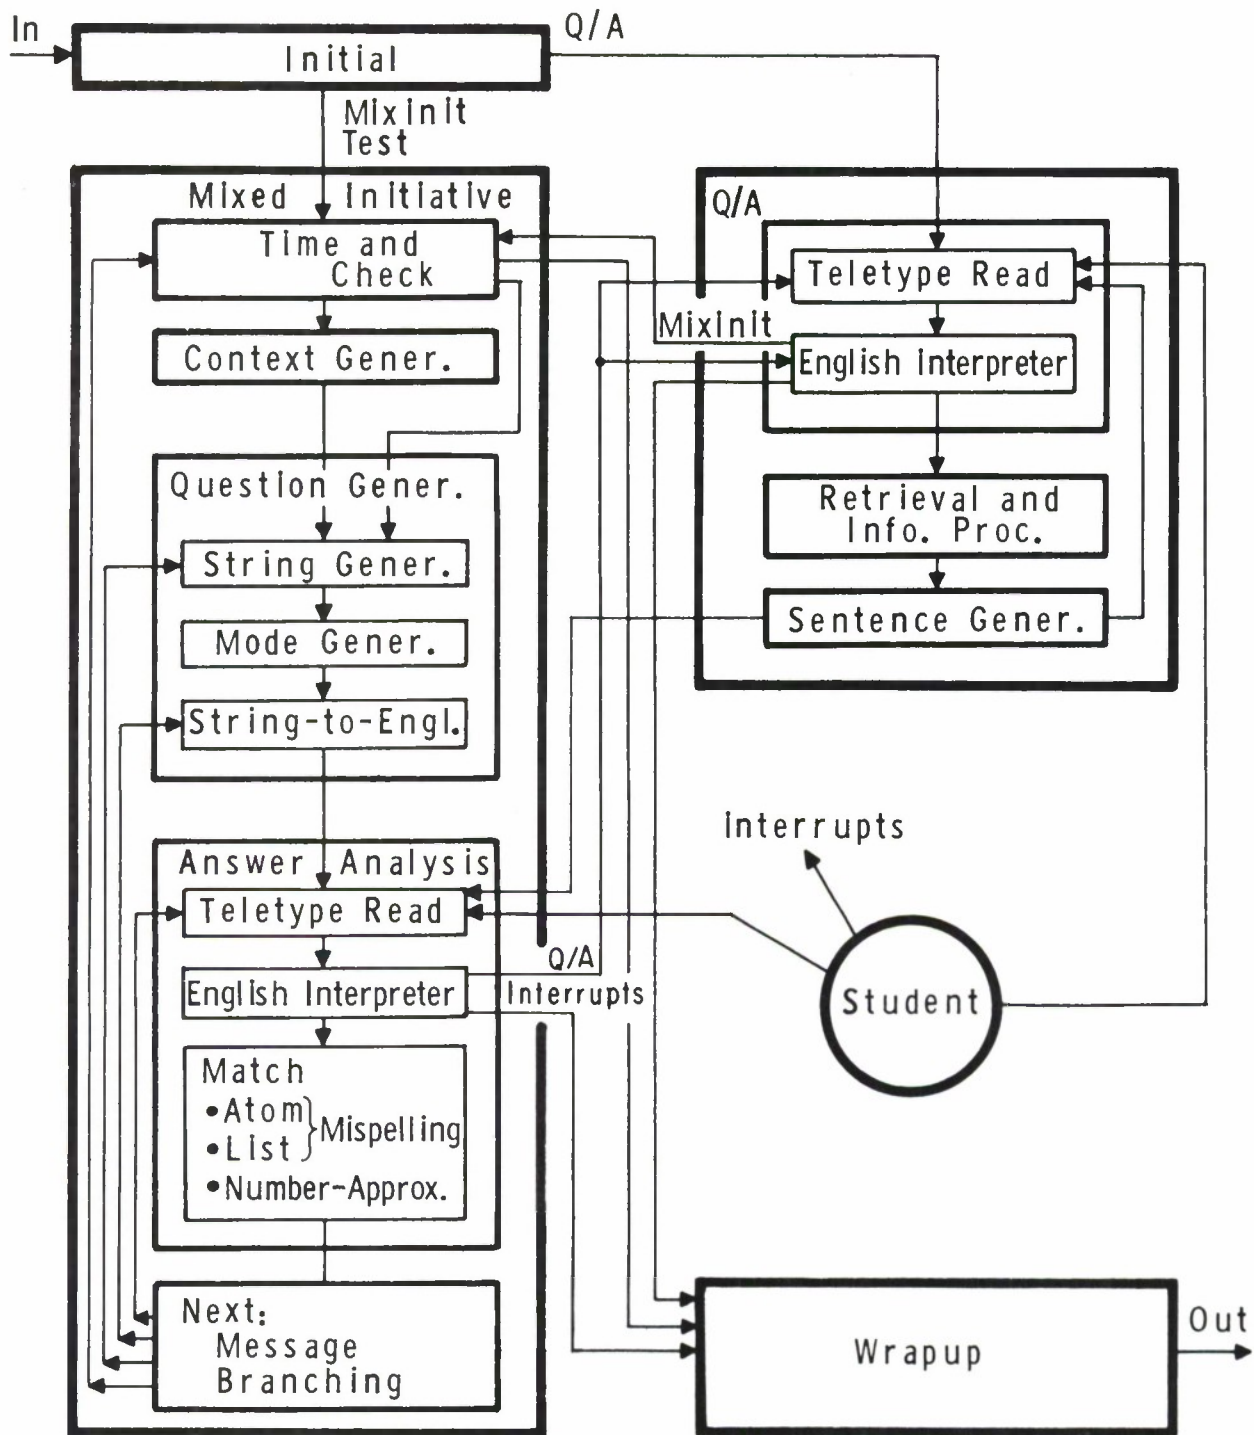 In
Initial
Q/A
Mixinit
Test
Mixed Initiative
Time and
Check
Context Gener.
Question Gener.
String Gener.
Mode Gener.
String-to-Engl.
Answer Analysis
Teletype Read
English Interpreter
Q/A
Interrupts
Match
•Atom
•List
Mispelling
•Number-Approx.
Next:
Message
Branching
Q/A
Teletype Read
Mixinit
English Interpreter
Retrieval and
Info. Proc.
Sentence Gener.
Interrupts
Student
Wrapup
Out